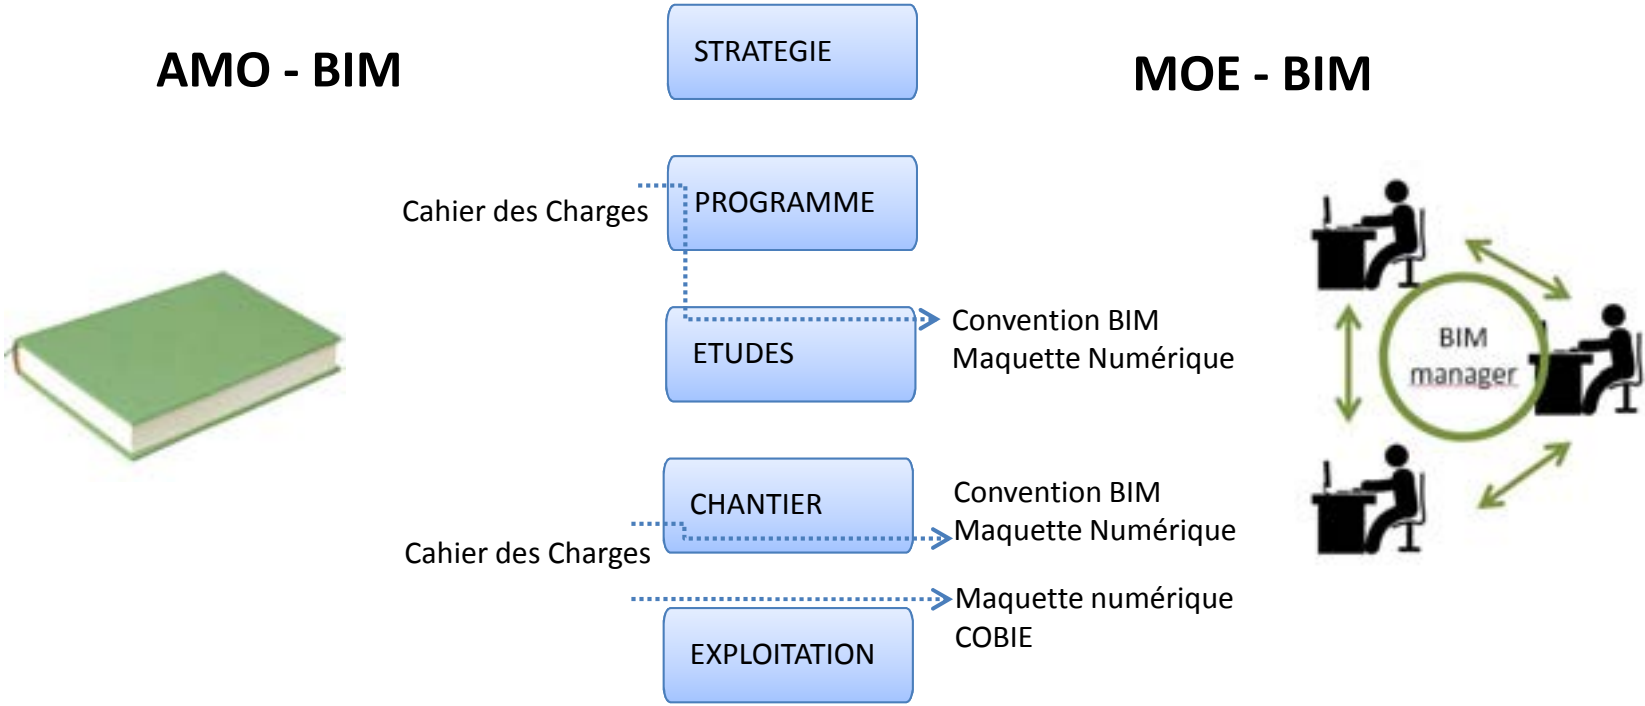 AMO - BIM
STRATEGIE
MOE - BIM
Cahier des Charges
PROGRAMME
ETUDES
Convention BIM
Maquette Numérique
BIM
manager
CHANTIER
Convention BIM
Maquette Numérique
Cahier des Charges
Maquette numérique
COBIE
EXPLOITATION